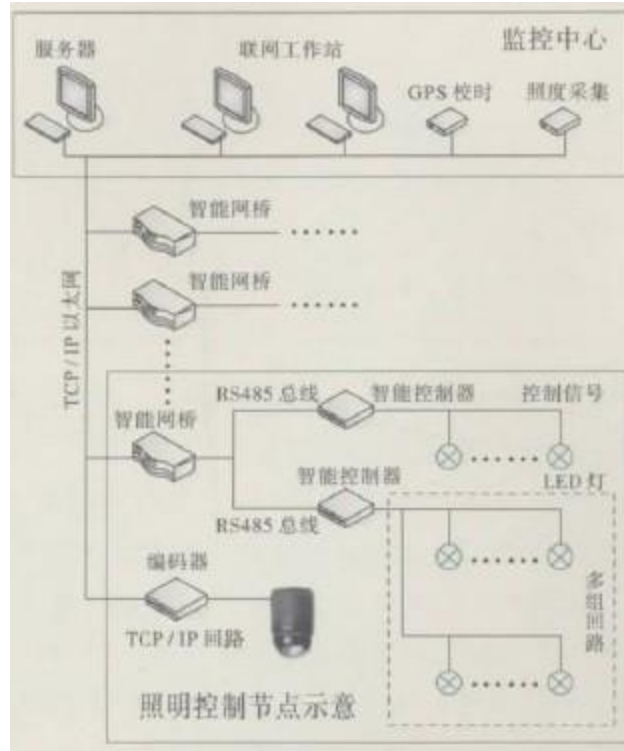 监控中心
服务器
联网工作站
GPS 校时
照度采集
智能网桥
智能网桥
TCP / IP 以太网
RS485 总线
智能控制器
控制信号
智能网桥
LED 灯
智能控制器
RS485 总线
编码器
多组回路
TCP / IP 回路
照明控制节点示意